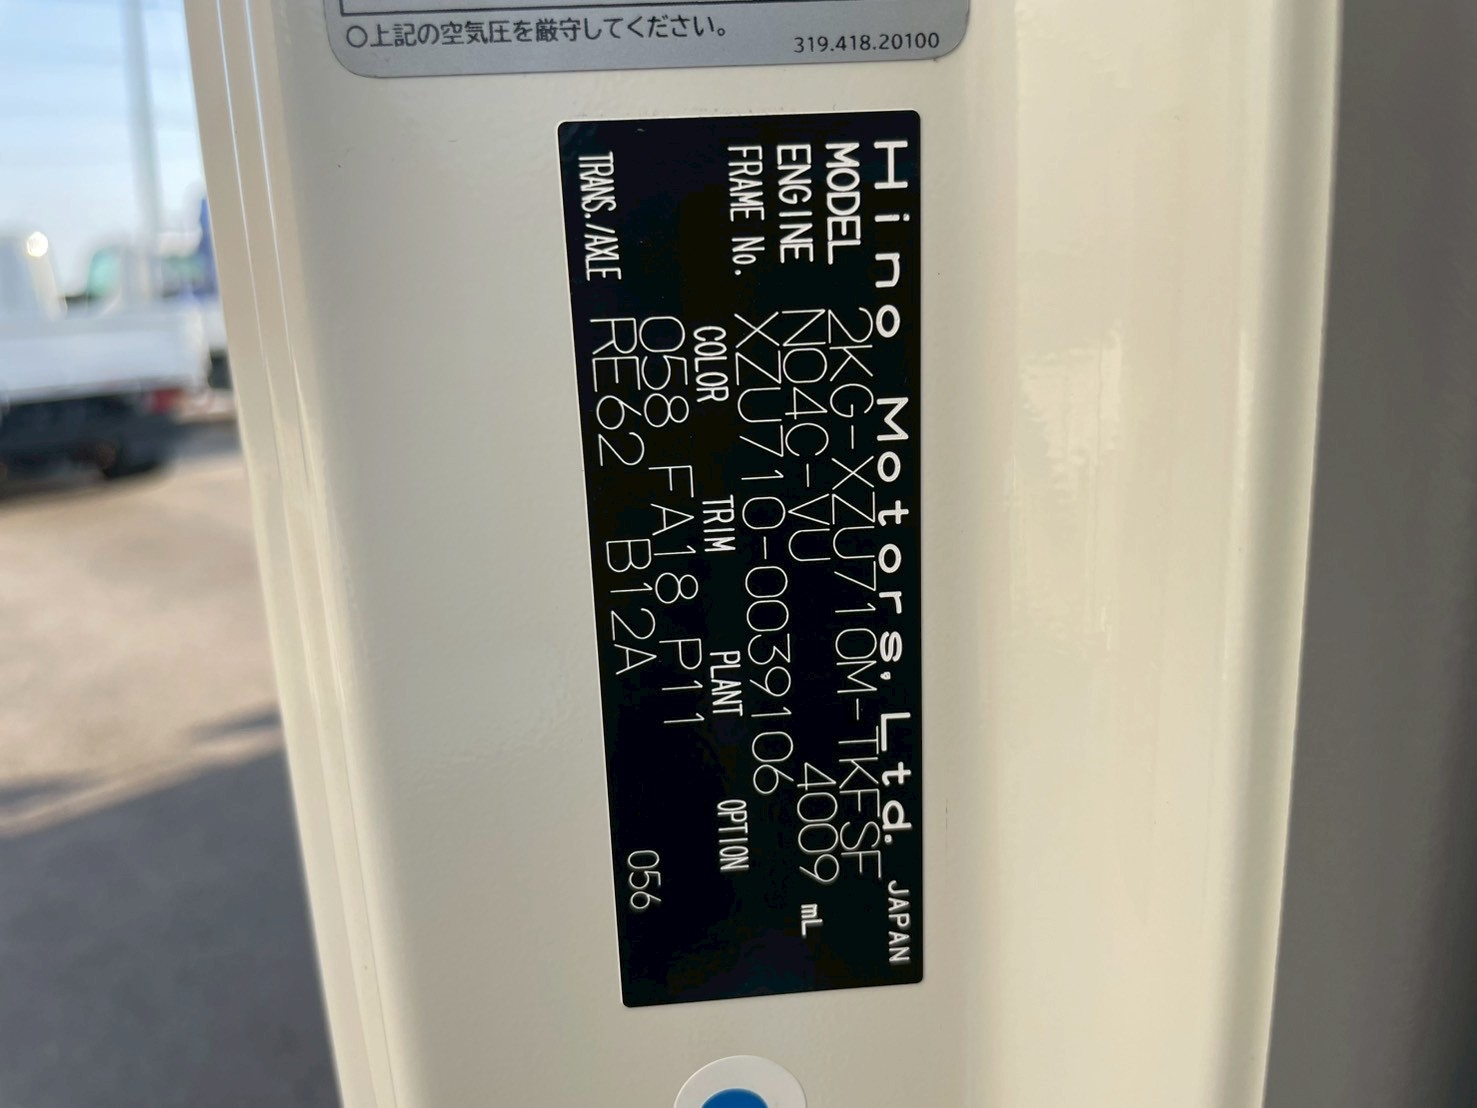 ○上記の空気圧を厳守してください。
319.418.20100
Hino Motors, Ltd. JAPAN
MODEL 2KG-XZU710M-TKFSF
ENGINE N04C-VU 4009 mL
FRAME No. XZU710-0039106
COLOR TRIM PLANT OPTION
058 FA18 P11
TRANS./AXLE RE62 B12A 056